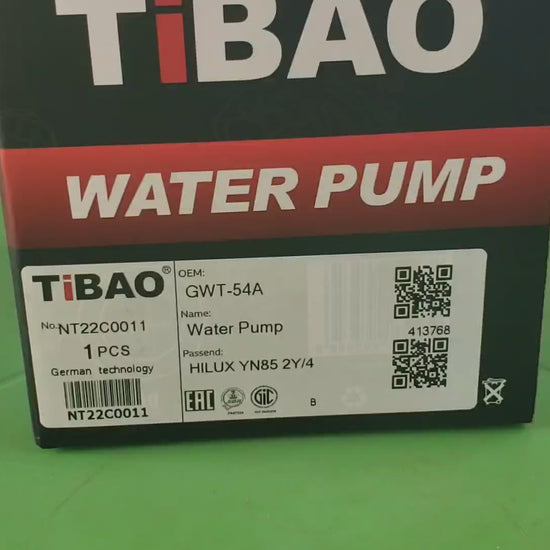 TiBAO
WATER PUMP
TiBAO®
No. NT22C0011
1 PCS
German technology
NT22C0011
OEM:
GWT-54A
Name:
Water Pump
Passend:
HILUX YN85 2Y/4
413768
EAC
GTC
B